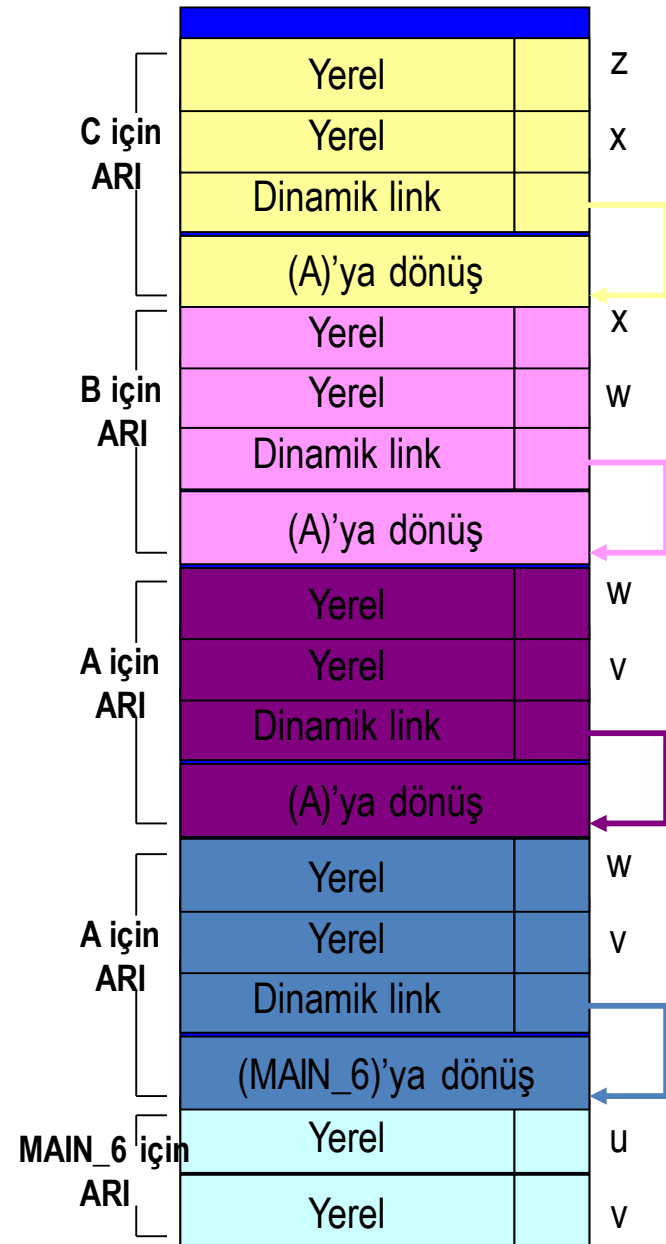 Yerel z
C için
ARI
Yerel x
Dinamik link
(A)’ya dönüş
Yerel x
B için
ARI
Yerel w
Dinamik link
(A)’ya dönüş
Yerel w
A için
ARI
Yerel v
Dinamik link
(A)’ya dönüş
Yerel w
A için
ARI
Yerel v
Dinamik link
(MAIN_6)’ya dönüş
MAIN_6 için
ARI
Yerel u
Yerel v